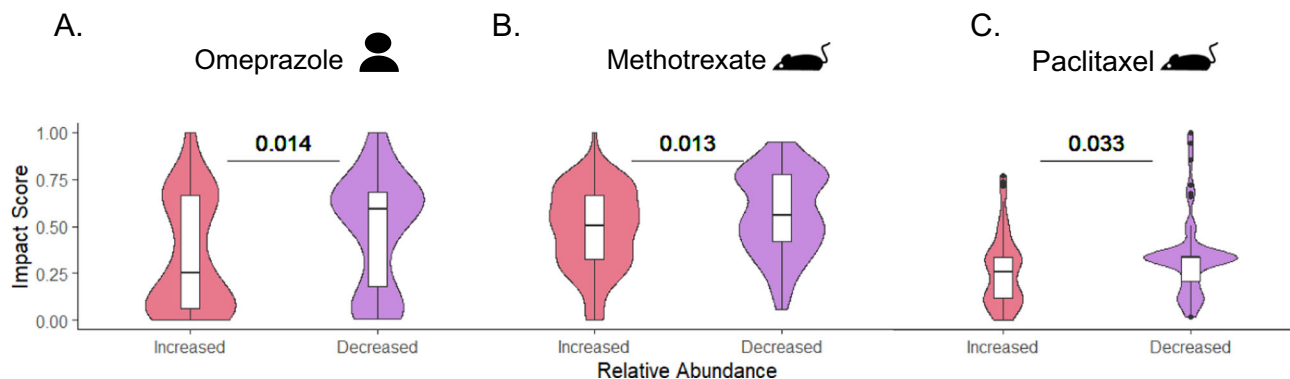 A.
Omeprazole
B.
Methotrexate
C.
Paclitaxel
Impact Score
1.00
0.75
0.50
0.25
0.00
0.014
0.013
0.033
Increased
Decreased
Increased
Decreased
Increased
Decreased
Relative Abundance